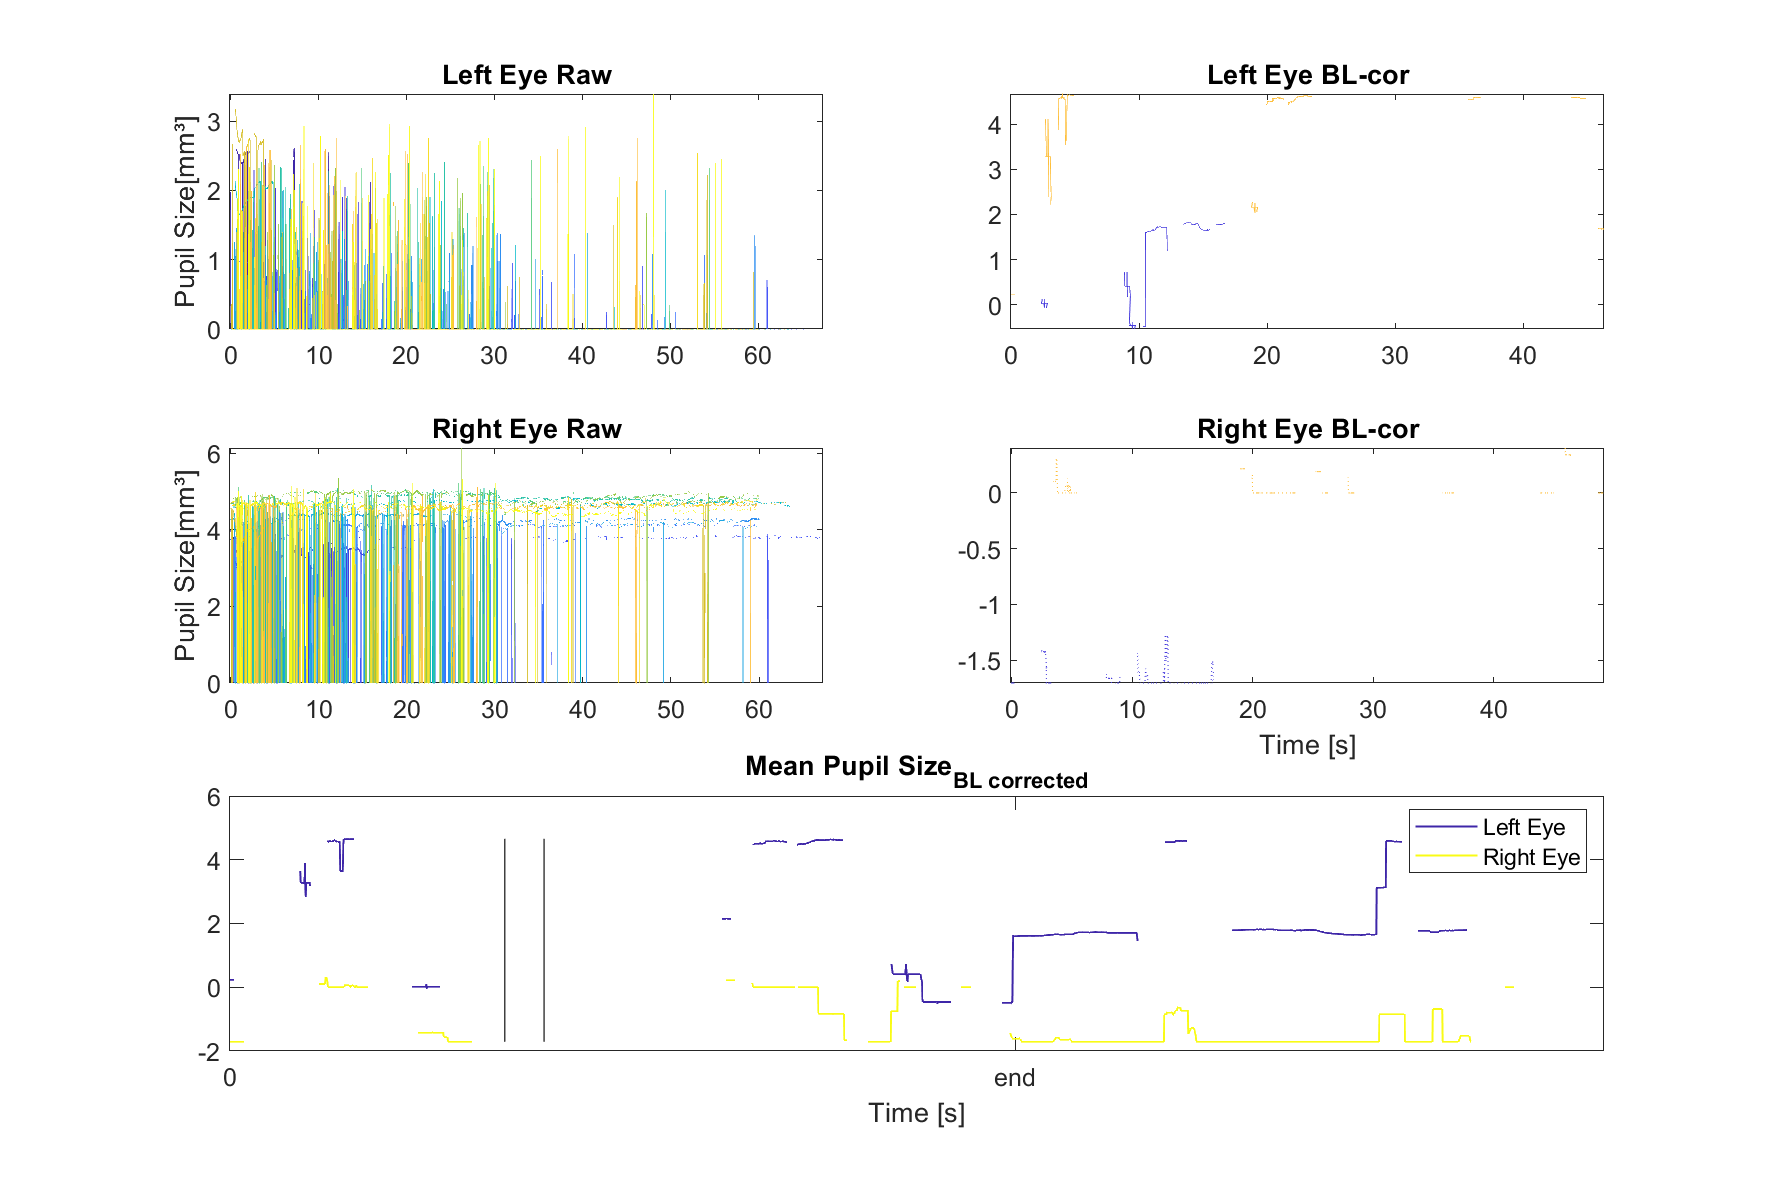 Left Eye Raw
Pupil Size[mm³]
3
2
1
0
0 10 20 30 40 50 60
Left Eye BL-cor
4
3
2
1
0
0 10 20 30 40
Right Eye Raw
Pupil Size[mm³]
6
4
2
0
0 10 20 30 40 50 60
Right Eye BL-cor
0
-0.5
-1
-1.5
0 10 20 30 40
Time [s]
Mean Pupil Size BL corrected
6
4
2
0
-2
Left Eye
Right Eye
0 end
Time [s]